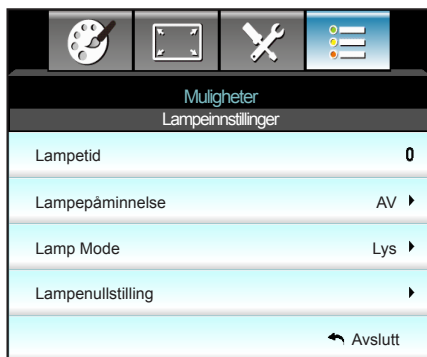 Muligheter
Lampeinnstillinger
Lampetid 0
Lampepåminnelse AV
Lamp Mode Lys
Lampenullstilling
Avslutt